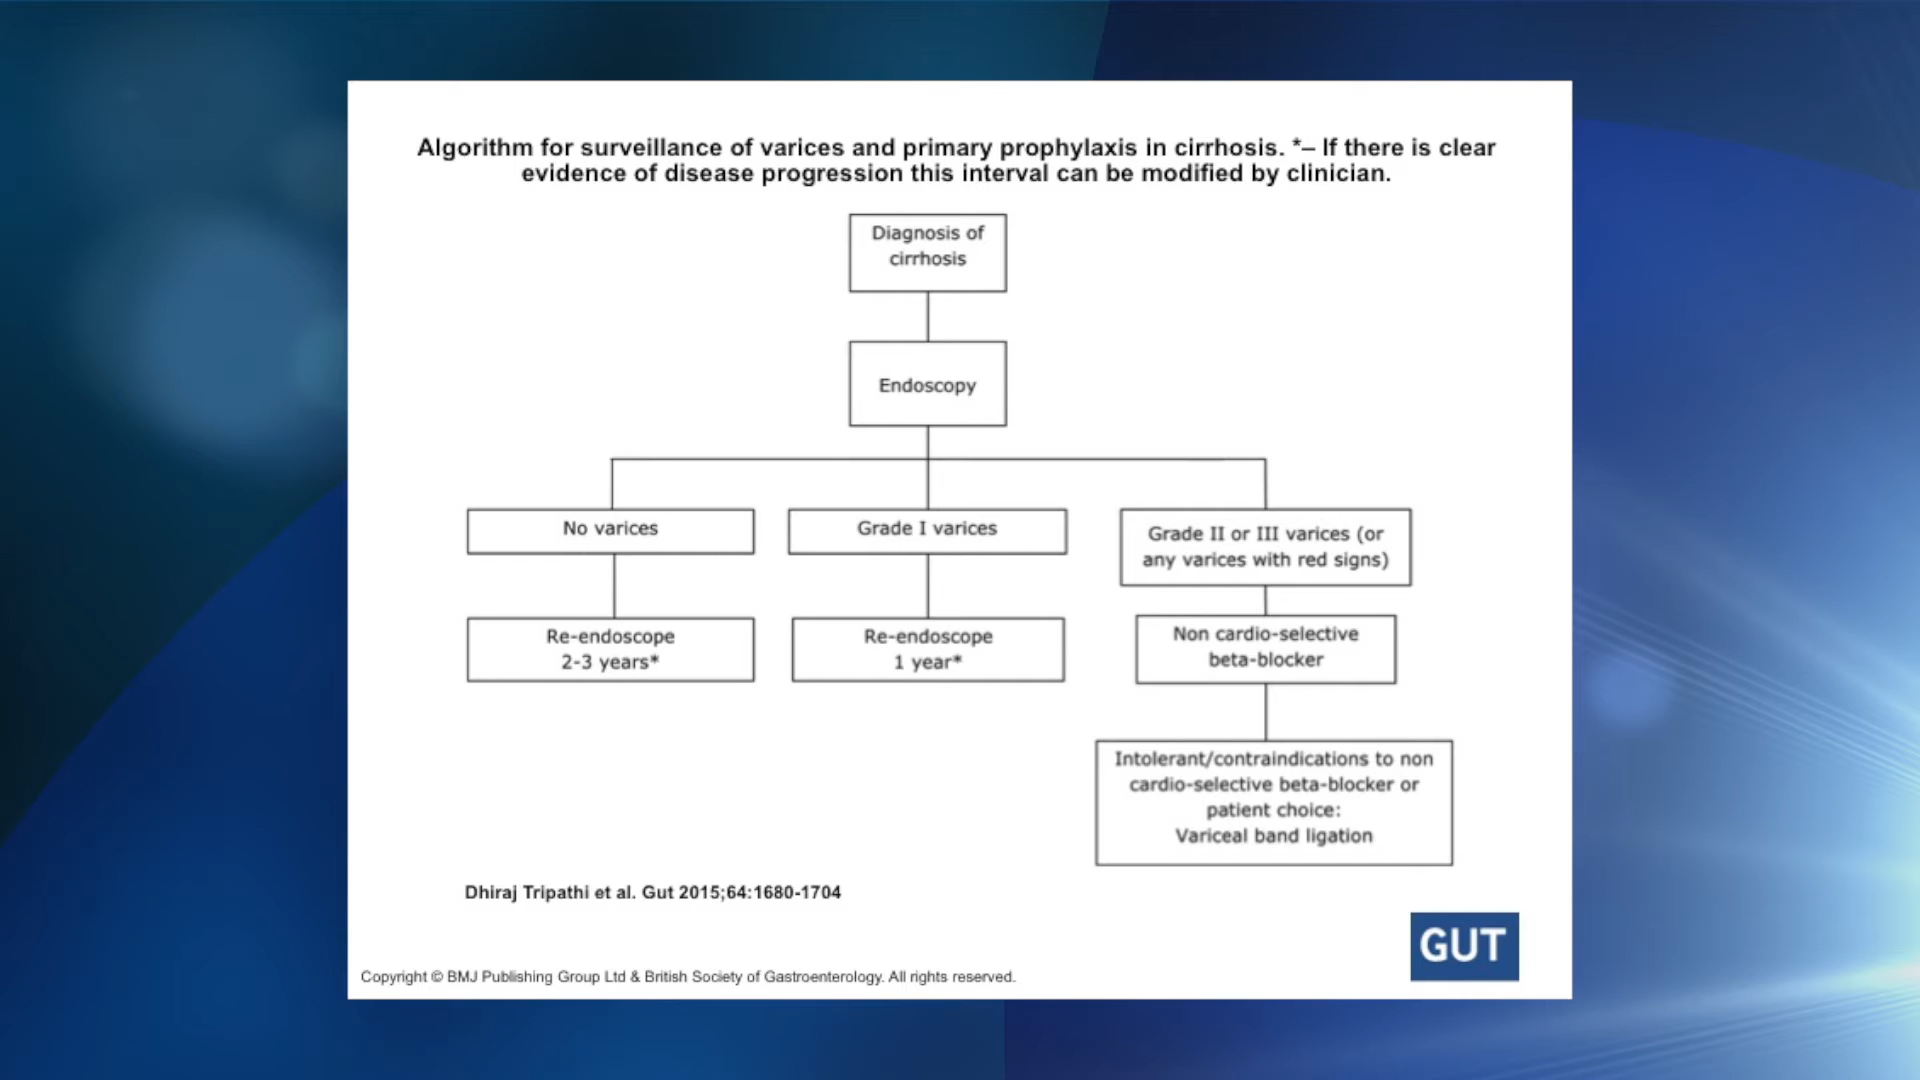 Algorithm for surveillance of varices and primary prophylaxis in cirrhosis. *– If there is clear
evidence of disease progression this interval can be modified by clinician.
Diagnosis of
cirrhosis
Endoscopy
No varices
Grade I varices
Grade II or III varices (or
any varices with red signs)
Re-endoscope
2-3 years*
Re-endoscope
1 year*
Non cardio-selective
beta-blocker
Intolerant/contraindications to non
cardio-selective beta-blocker or
patient choice:
Variceal band ligation
Dhiraj Tripathi et al. Gut 2015;64:1680-1704
GUT
Copyright © BMJ Publishing Group Ltd & British Society of Gastroenterology. All rights reserved.